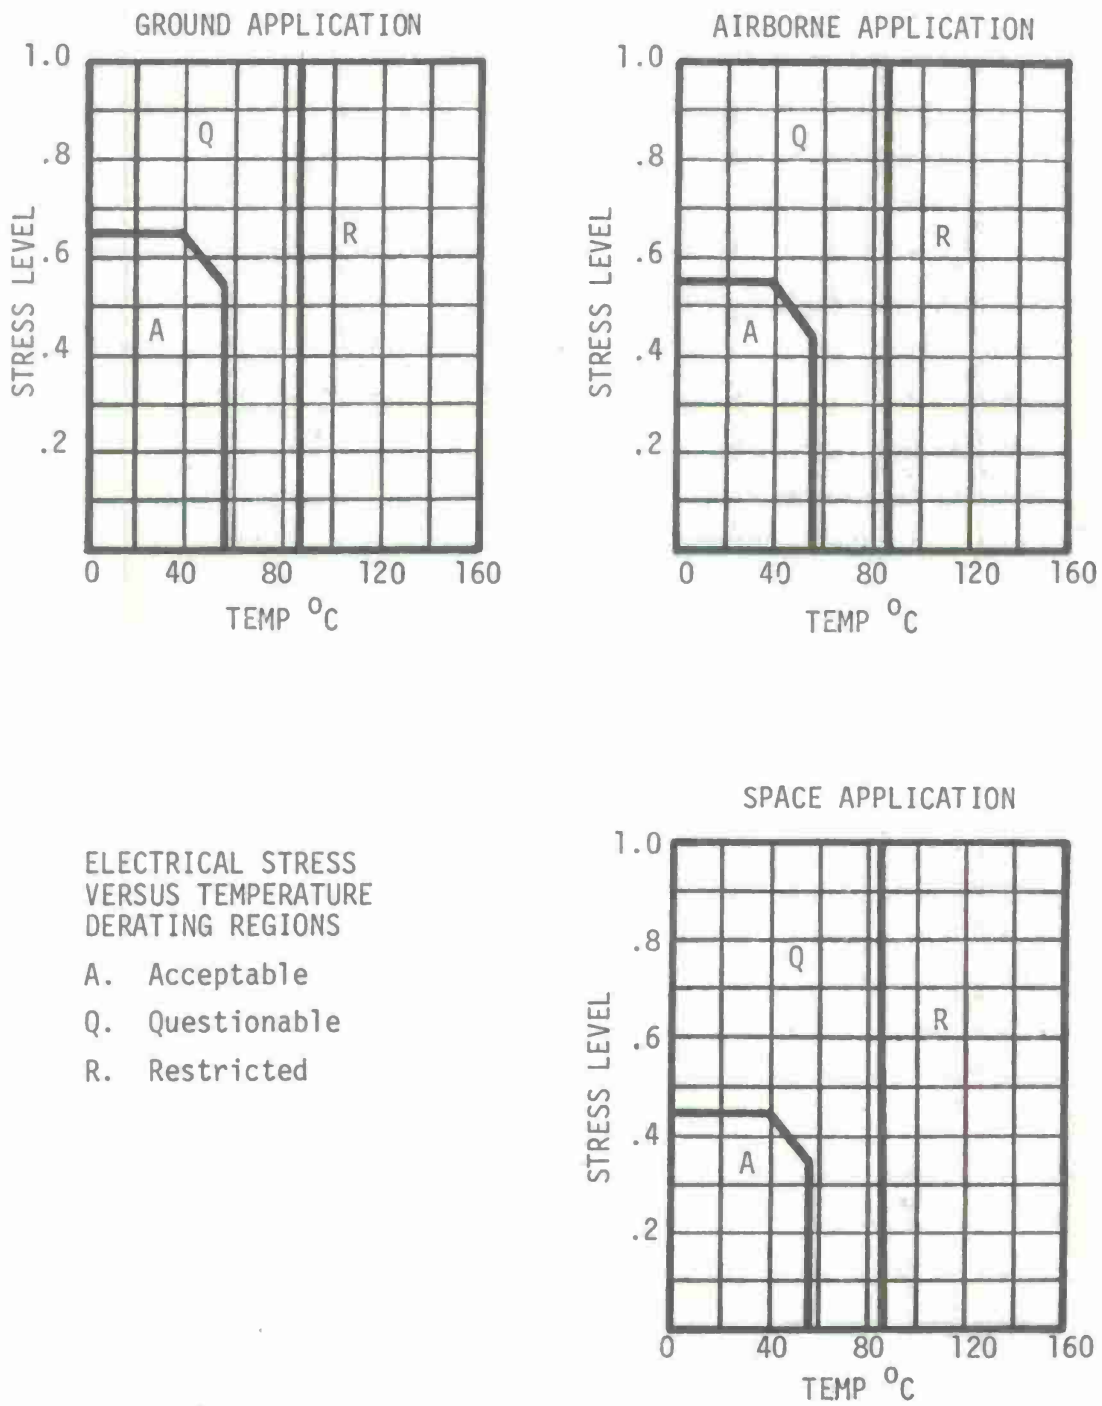 GROUND APPLICATION
1.0
.8
.6
.4
.2
STRESS LEVEL
Q
R
A
0 40 80 120 160
TEMP °C
AIRBORNE APPLICATION
1.0
.8
.6
.4
.2
STRESS LEVEL
Q
R
A
0 40 80 120 160
TEMP °C
ELECTRICAL STRESS
VERSUS TEMPERATURE
DERATING REGIONS
A. Acceptable
Q. Questionable
R. Restricted
SPACE APPLICATION
1.0
.8
.6
.4
.2
STRESS LEVEL
Q
R
A
0 40 80 120 160
TEMP °C